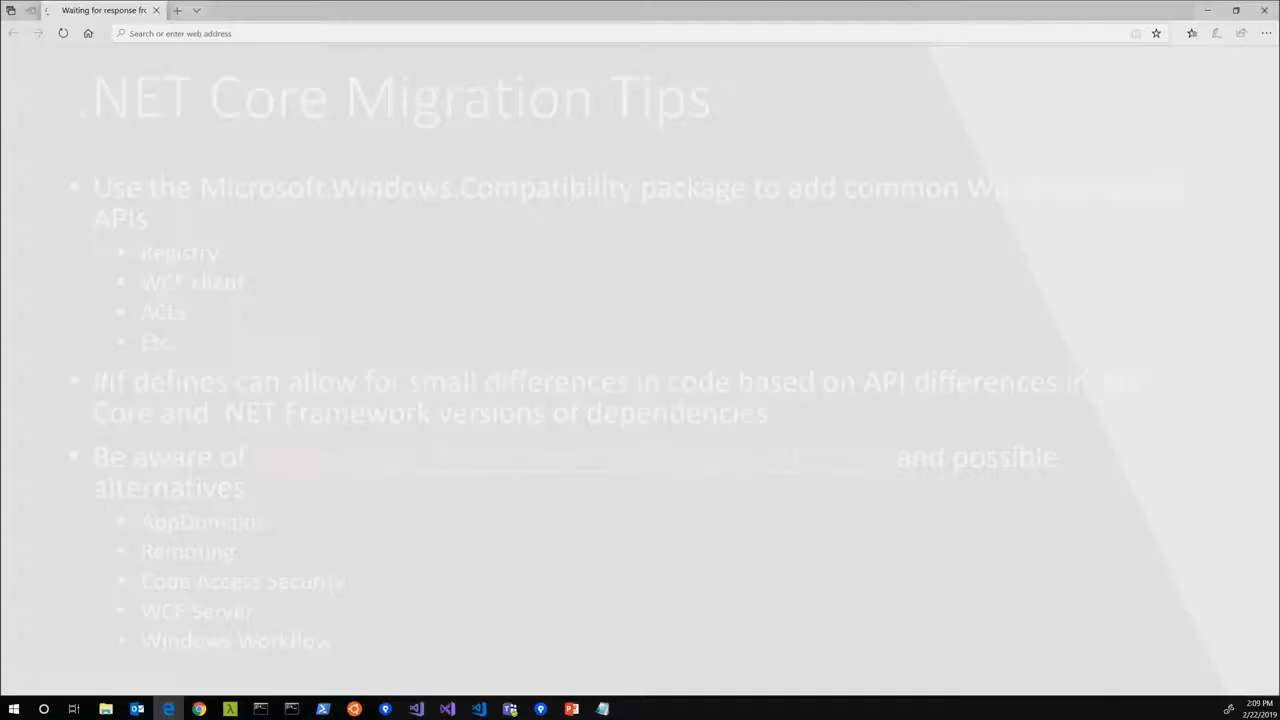 Waiting for response fro
Search or enter web address
.NET Core Migration Tips
• Use the Microsoft.Windows.Compatibility package to add common
APIs
• Registry
• WCF client
• ACLs
• Etc.
• #if defines can allow for small differences in code based on API differences in
Core and .NET Framework versions of dependencies
• Be aware of and possible
alternatives
• AppDomains
• Remoting
• Code Access Security
• WCF Server
• Windows Workflow
2:09 PM
2/22/2019